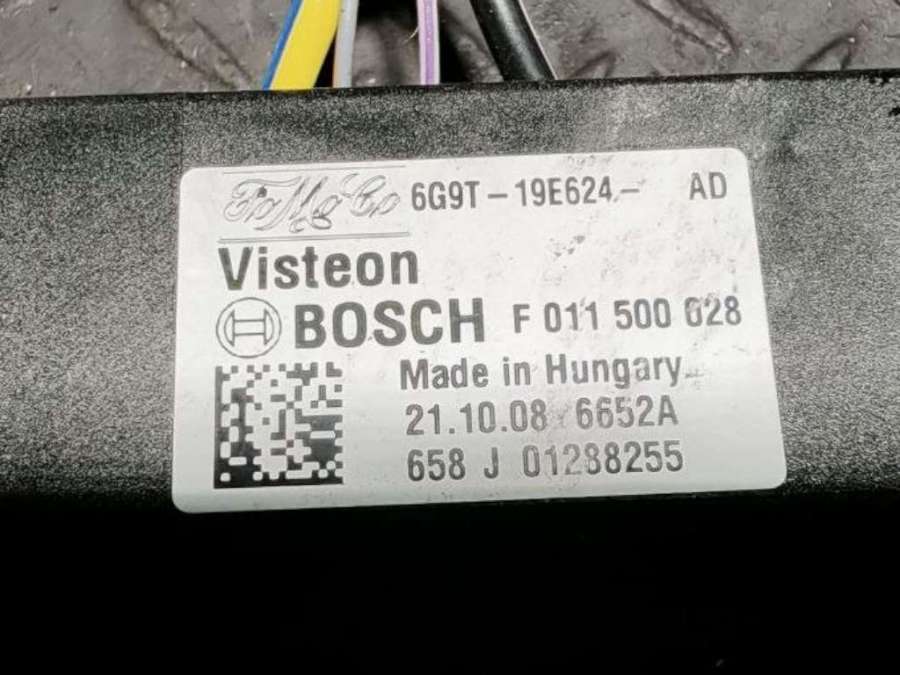 FoMoCo 6G9T-19E624- AD
Visteon
BOSCH F 011 500 028
Made in Hungary
21.10.08 6652A
658 J 01288255